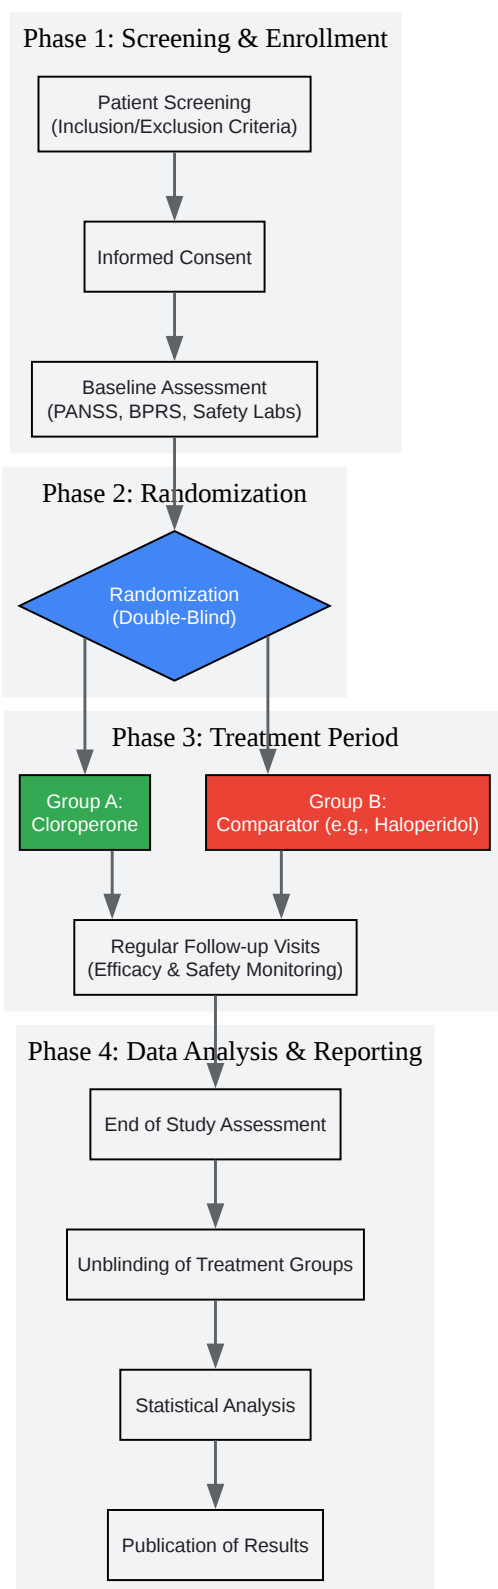 Phase 1: Screening & Enrollment
Patient Screening
(Inclusion/Exclusion Criteria)
Informed Consent
Baseline Assessment
(PANSS, BPRS, Safety Labs)
Phase 2: Randomization
Randomization
(Double-Blind)
Phase 3: Treatment Period
Group A:
Cloroperone
Group B:
Comparator (e.g., Haloperidol)
Regular Follow-up Visits
(Efficacy & Safety Monitoring)
Phase 4: Data Analysis & Reporting
End of Study Assessment
Unblinding of Treatment Groups
Statistical Analysis
Publication of Results